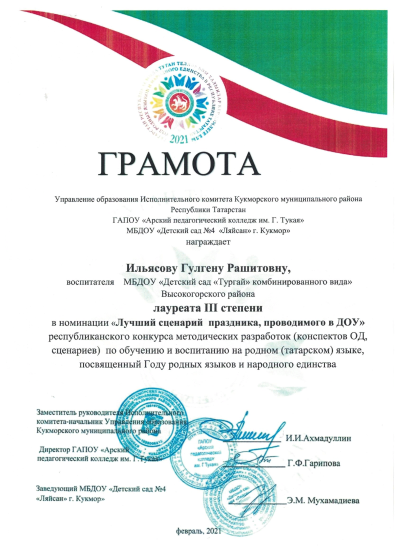 2021
ГРАМОТА
Управление образования Исполнительного комитета Кукморского муниципального района
Республики Татарстан
ГАПОУ «Арский педагогический колледж им. Г. Тукая»
МБДОУ «Детский сад №4 «Ляйсан» г. Кукмор»
награждает
Ильясову Гулгену Рашитовну,
воспитателя МБДОУ «Детский сад «Тургай» комбинированного вида»
Высокогорского района
лауреата III степени
в номинации «Лучший сценарий праздника, проводимого в ДОУ»
республиканского конкурса методических разработок (конспектов ОД,
сценариев) по обучению и воспитанию на родном (татарском) языке,
посвященный Году родных языков и народного единства
Заместитель руководителя Исполнительного
комитета-начальник Управления образования
Кукморского муниципального района
И.И.Ахмадуллин
Директор ГАПОУ «Арский
педагогический колледж им. Г.Тукая»
Г.Ф.Гарипова
Заведующий МБДОУ «Детский сад №4
«Ляйсан» г. Кукмор»
Э.М. Мухамадиева
февраль, 2021